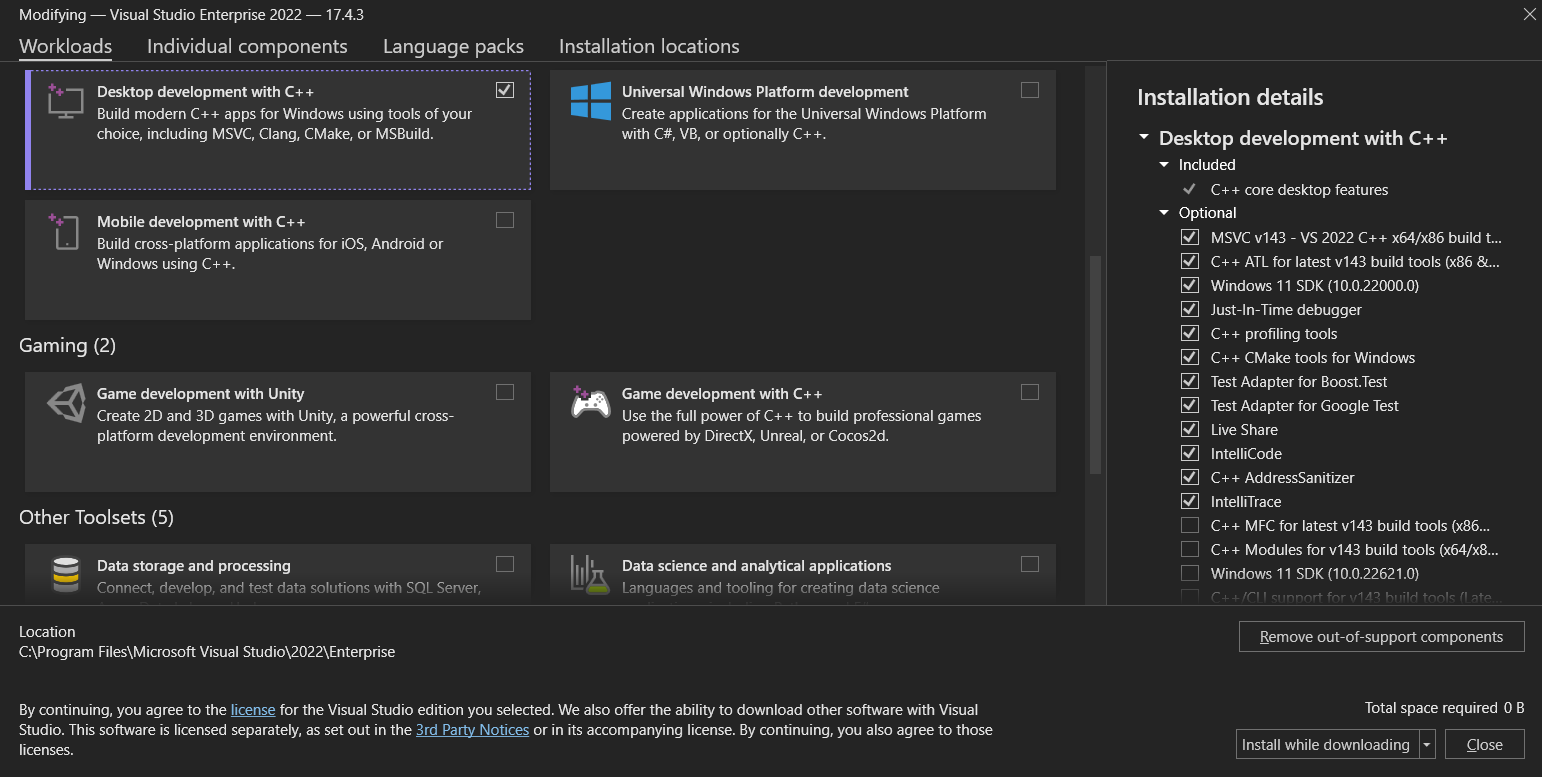 Modifying — Visual Studio Enterprise 2022 — 17.4.3
Workloads
Individual components
Language packs
Installation locations
Desktop development with C++
Build modern C++ apps for Windows using tools of your
choice, including MSVC, Clang, CMake, or MSBuild.
Universal Windows Platform development
Create applications for the Universal Windows Platform
with C#, VB, or optionally C++.
Mobile development with C++
Build cross-platform applications for iOS, Android or
Windows using C++.
Gaming (2)
Game development with Unity
Create 2D and 3D games with Unity, a powerful cross-
platform development environment.
Game development with C++
Use the full power of C++ to build professional games
powered by DirectX, Unreal, or Cocos2d.
Other Toolsets (5)
Data storage and processing
Connect, develop, and test data solutions with SQL Server,
Data science and analytical applications
Languages and tooling for creating data science
Installation details
Desktop development with C++
Included
C++ core desktop features
Optional
MSVC v143 - VS 2022 C++ x64/x86 build t...
C++ ATL for latest v143 build tools (x86 &...
Windows 11 SDK (10.0.22000.0)
Just-In-Time debugger
C++ profiling tools
C++ CMake tools for Windows
Test Adapter for Boost.Test
Test Adapter for Google Test
Live Share
IntelliCode
C++ AddressSanitizer
IntelliTrace
C++ MFC for latest v143 build tools (x86...
C++ Modules for v143 build tools (x64/x8...
Windows 11 SDK (10.0.22621.0)
C++/CLI support for v143 build tools (Late...
Location
C:\Program Files\Microsoft Visual Studio\2022\Enterprise
Remove out-of-support components
By continuing, you agree to the license for the Visual Studio edition you selected. We also offer the ability to download other software with Visual
Studio. This software is licensed separately, as set out in the 3rd Party Notices or in its accompanying license. By continuing, you also agree to those
licenses.
Total space required 0 B
Install while downloading
Close